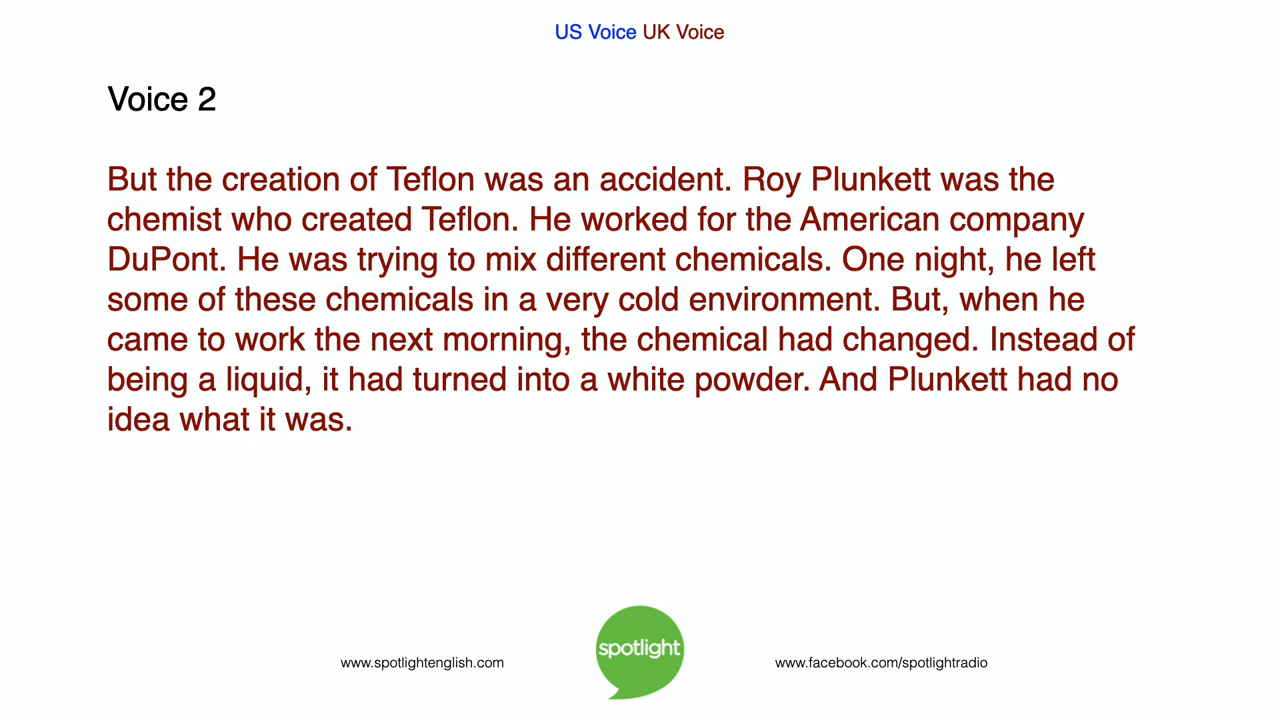 US Voice UK Voice
Voice 2
But the creation of Teflon was an accident. Roy Plunkett was the
chemist who created Teflon. He worked for the American company
DuPont. He was trying to mix different chemicals. One night, he left
some of these chemicals in a very cold environment. But, when he
came to work the next morning, the chemical had changed. Instead of
being a liquid, it had turned into a white powder. And Plunkett had no
idea what it was.
spotlight
www.spotlightenglish.com
www.facebook.com/spotlightradio